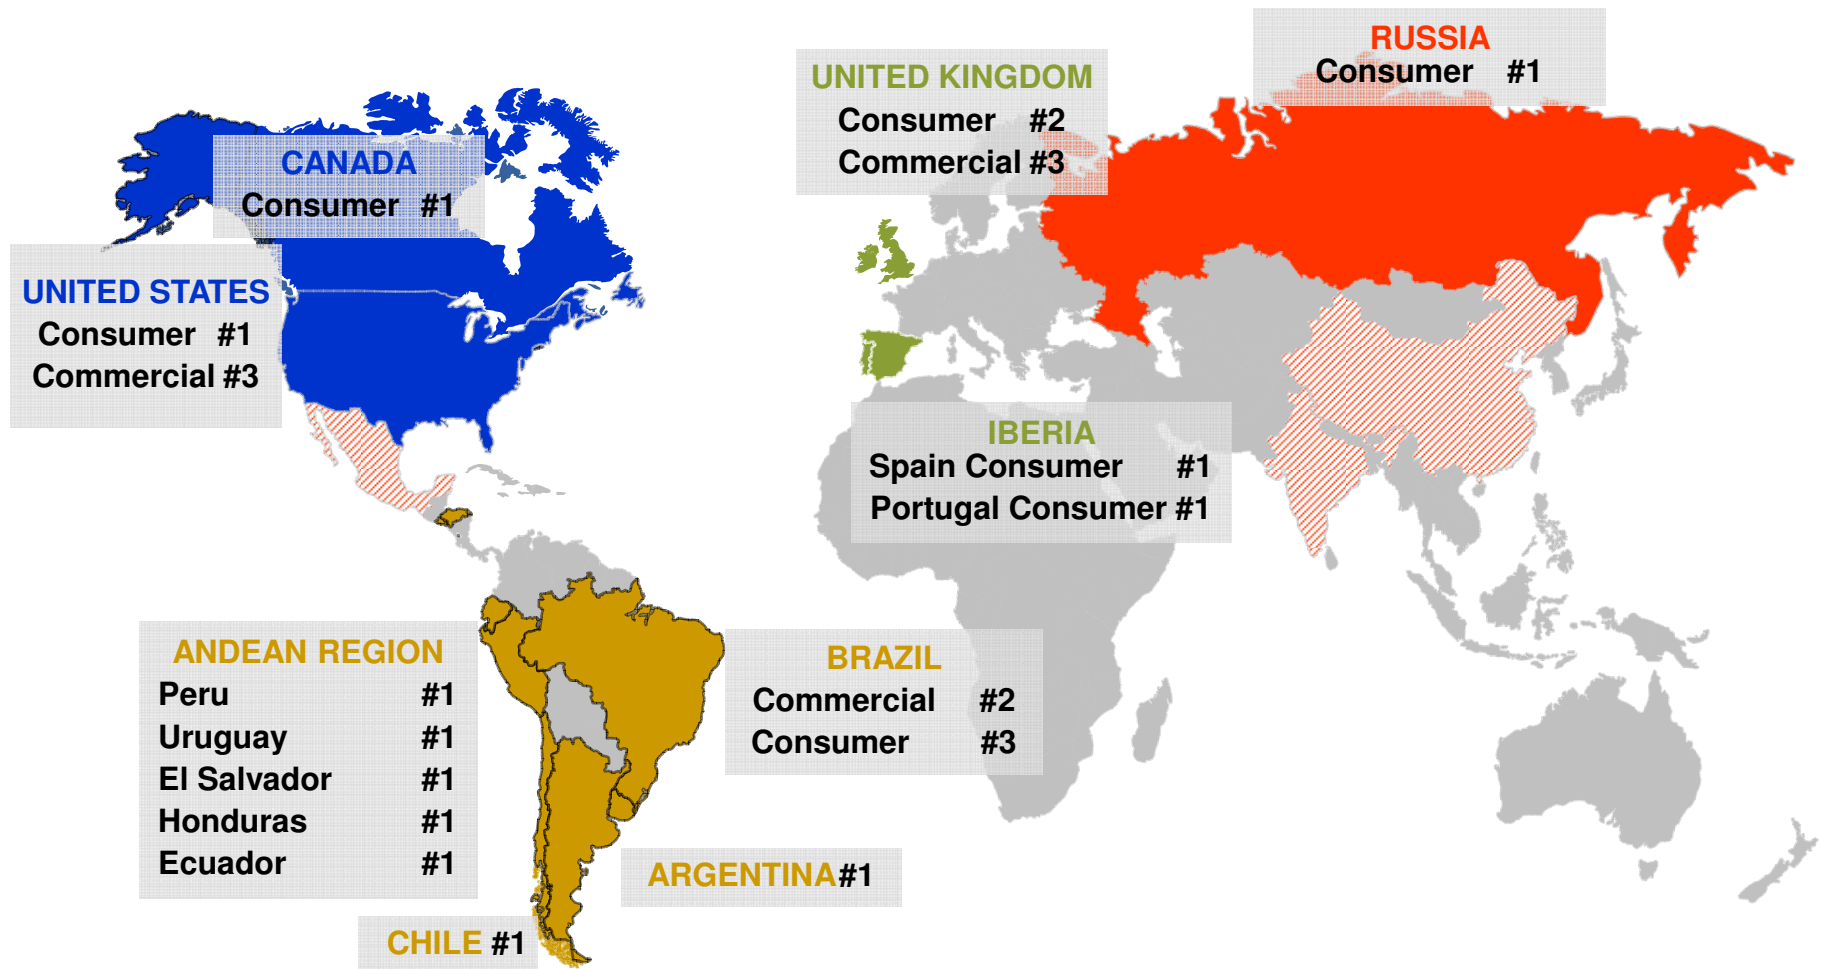 RUSSIA
Consumer #1
UNITED KINGDOM
Consumer #2
Commercial #3
CANADA
Consumer #1
UNITED STATES
Consumer #1
Commercial #3
IBERIA
Spain Consumer #1
Portugal Consumer #1
ANDEAN REGION
Peru #1
Uruguay #1
El Salvador #1
Honduras #1
Ecuador #1
BRAZIL
Commercial #2
Consumer #3
ARGENTINA #1
CHILE #1